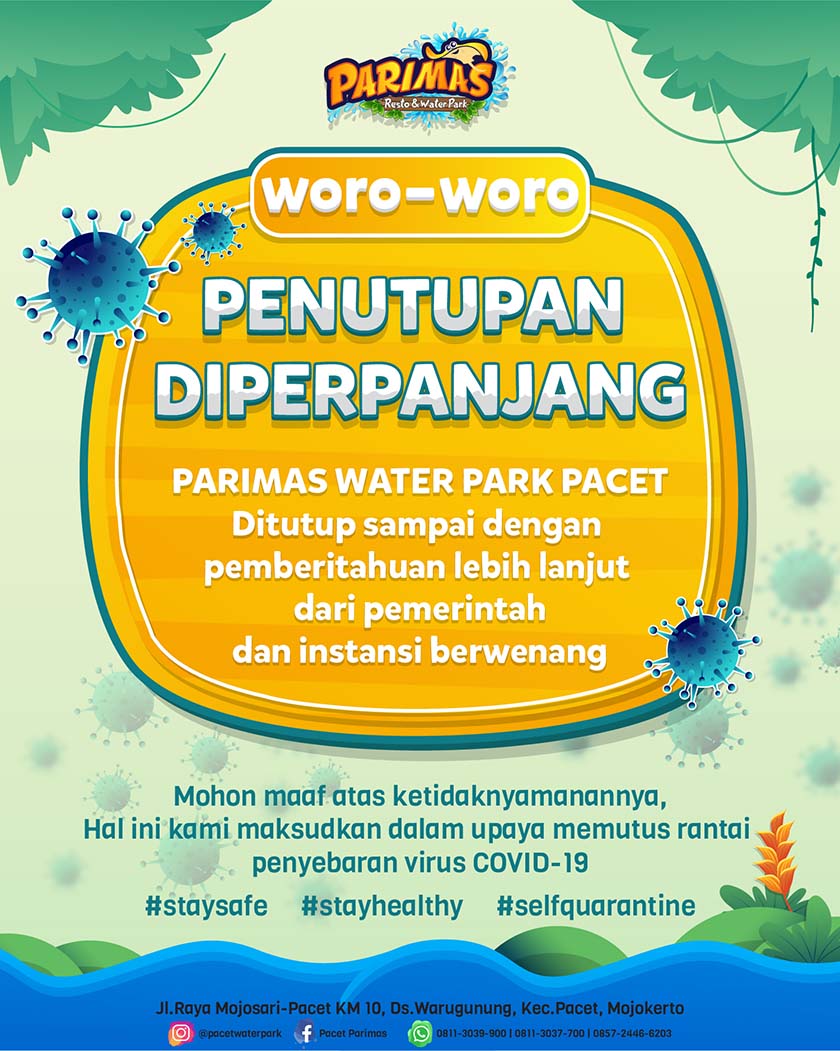 PARIMAS
Resto & Water Park
woro-woro
PENUTUPAN
DIPERPANJANG
PARIMAS WATER PARK PACET
Ditutup sampai dengan
pemberitahuan lebih lanjut
dari pemerintah
dan instansi berwenang
Mohon maaf atas ketidaknyamanannya,
Hal ini kami maksudkan dalam upaya memutus rantai
penyebaran virus COVID-19
#staysafe #stayhealthy #selfquarantine
Jl.Raya Mojosari-Pacet KM 10, Ds.Warugunung, Kec.Pacet, Mojokerto
@pacetwaterpark Pacet Parimas 0811-3039-900 | 0811-3037-700 | 0857-2446-6203